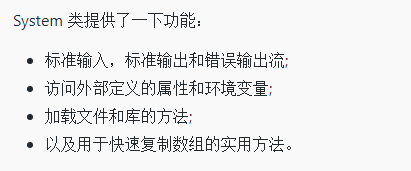 System 类提供了一下功能：
• 标准输入，标准输出和错误输出流;
• 访问外部定义的属性和环境变量;
• 加载文件和库的方法;
• 以及用于快速复制数组的实用方法。